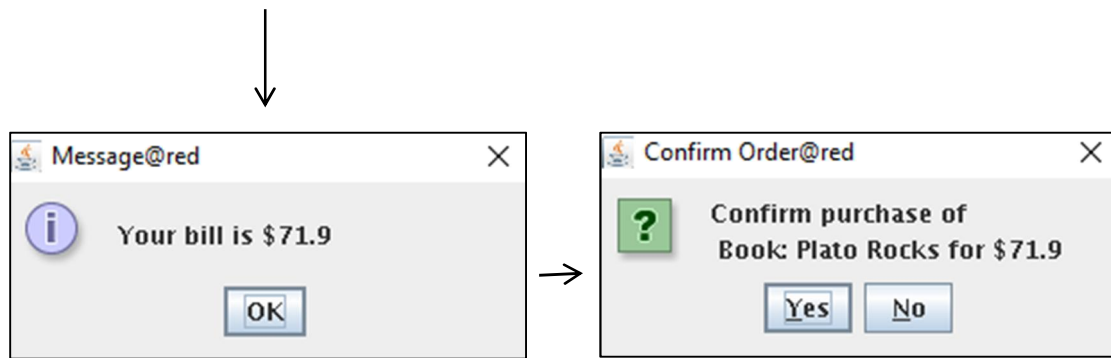 Message@red
Your bill is $71.9
OK
Confirm Order@red
Confirm purchase of
Book: Plato Rocks for $71.9
Yes
No